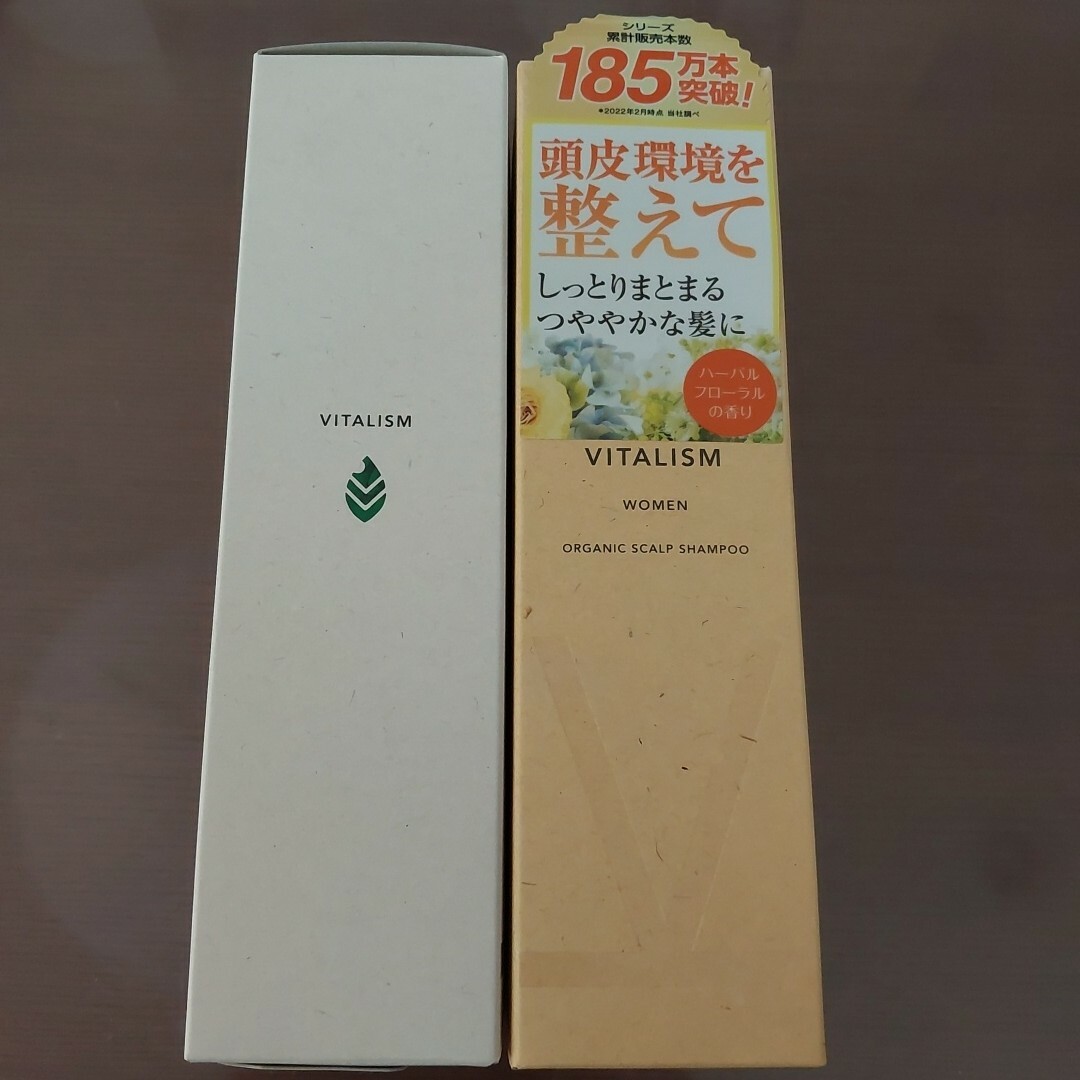 VITALISM
シリーズ
累計販売本数
185万本
突破!
*2022年2月時点 当社調べ
頭皮環境を
整えて
しっとりまとまる
つややかな髪に
ハーバル
フローラル
の香り
VITALISM
WOMEN
ORGANIC SCALP SHAMPOO